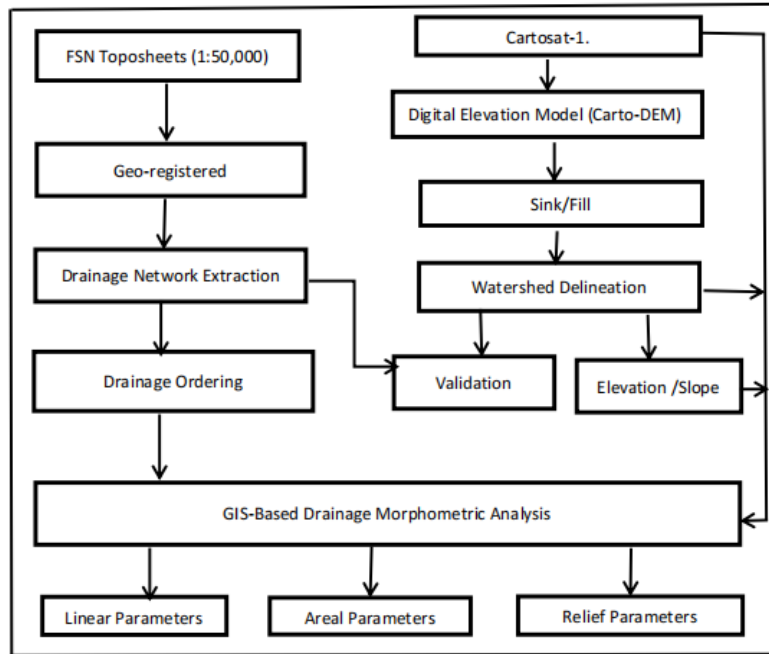 FSN Toposheets (1:50,000)
Cartosat-1.
Digital Elevation Model (Carto-DEM)
Geo-registered
Sink/Fill
Drainage Network Extraction
Watershed Delineation
Drainage Ordering
Validation
Elevation /Slope
GIS-Based Drainage Morphometric Analysis
Linear Parameters
Areal Parameters
Relief Parameters